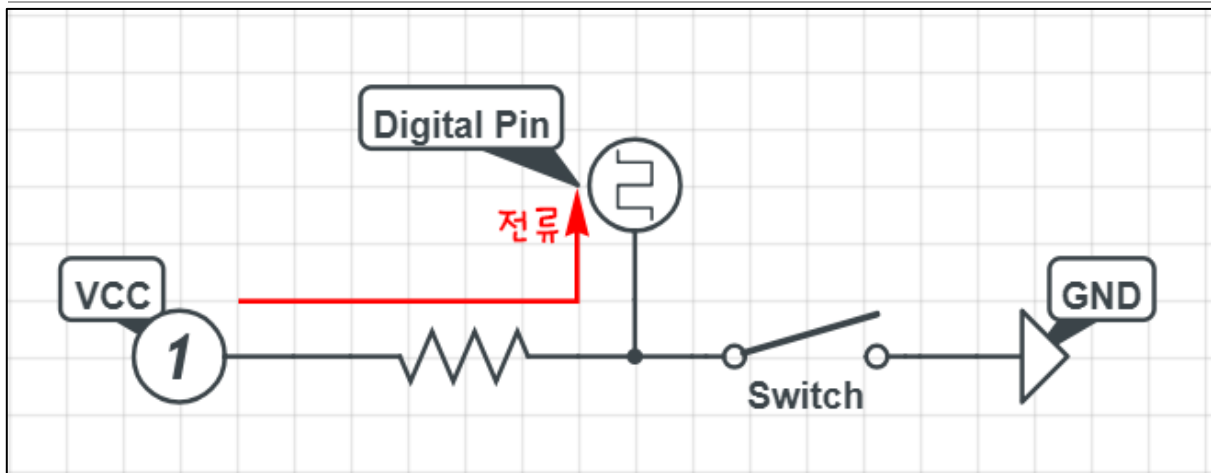 Digital Pin
전류
VCC
1
GND
Switch